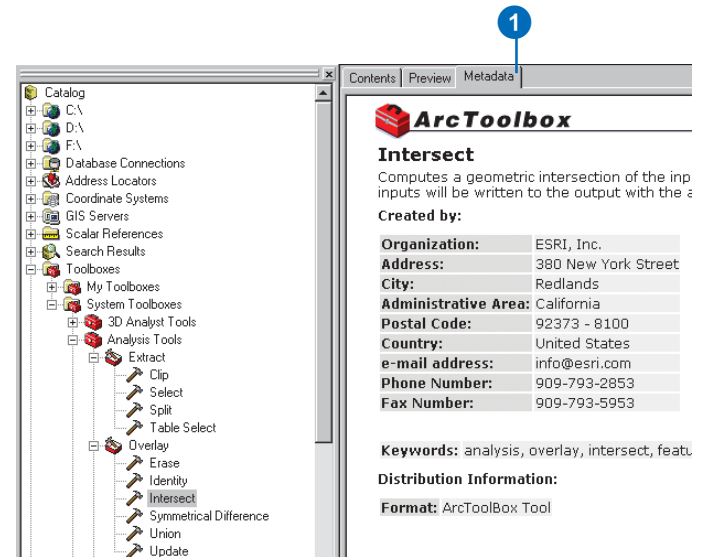 1
Contents Preview Metadata
Catalog
C:\
D:\
F:\
Database Connections
Address Locators
Coordinate Systems
GIS Servers
Scalar References
Search Results
Toolboxes
My Toolboxes
System Toolboxes
3D Analyst Tools
Analysis Tools
Extract
Clip
Select
Split
Table Select
Overlay
Erase
Identity
Intersect
Symmetrical Difference
Union
Update
ArcToolbox
Intersect
Computes a geometric intersection of the inp
inputs will be written to the output with the a
Created by:
Organization: ESRI, Inc.
Address: 380 New York Street
City: Redlands
Administrative Area: California
Postal Code: 92373 - 8100
Country: United States
e-mail address: info@esri.com
Phone Number: 909-793-2853
Fax Number: 909-793-5953
Keywords: analysis, overlay, intersect, featu
Distribution Information:
Format: ArcToolBox Tool